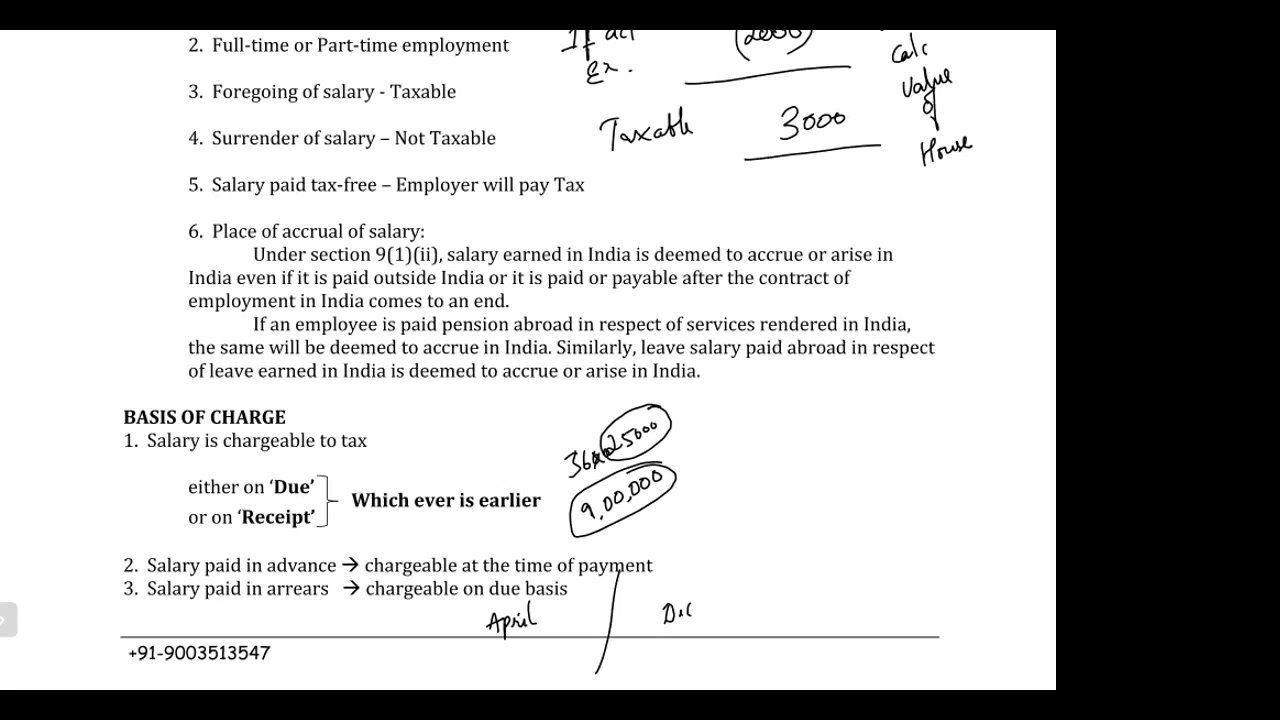 2. Full-time or Part-time employment
If act
Ex.
(2000)
Calc
Value
of
House
3. Foregoing of salary - Taxable
Taxable 3000
4. Surrender of salary – Not Taxable
5. Salary paid tax-free – Employer will pay Tax
6. Place of accrual of salary:
Under section 9(1)(ii), salary earned in India is deemed to accrue or arise in
India even if it is paid outside India or it is paid or payable after the contract of
employment in India comes to an end.
If an employee is paid pension abroad in respect of services rendered in India,
the same will be deemed to accrue in India. Similarly, leave salary paid abroad in respect
of leave earned in India is deemed to accrue or arise in India.
BASIS OF CHARGE
1. Salary is chargeable to tax
25000
either on ‘Due’
or on ‘Receipt’
Which ever is earlier
9,00,000
2. Salary paid in advance → chargeable at the time of payment
3. Salary paid in arrears → chargeable on due basis
April
+91-9003513547